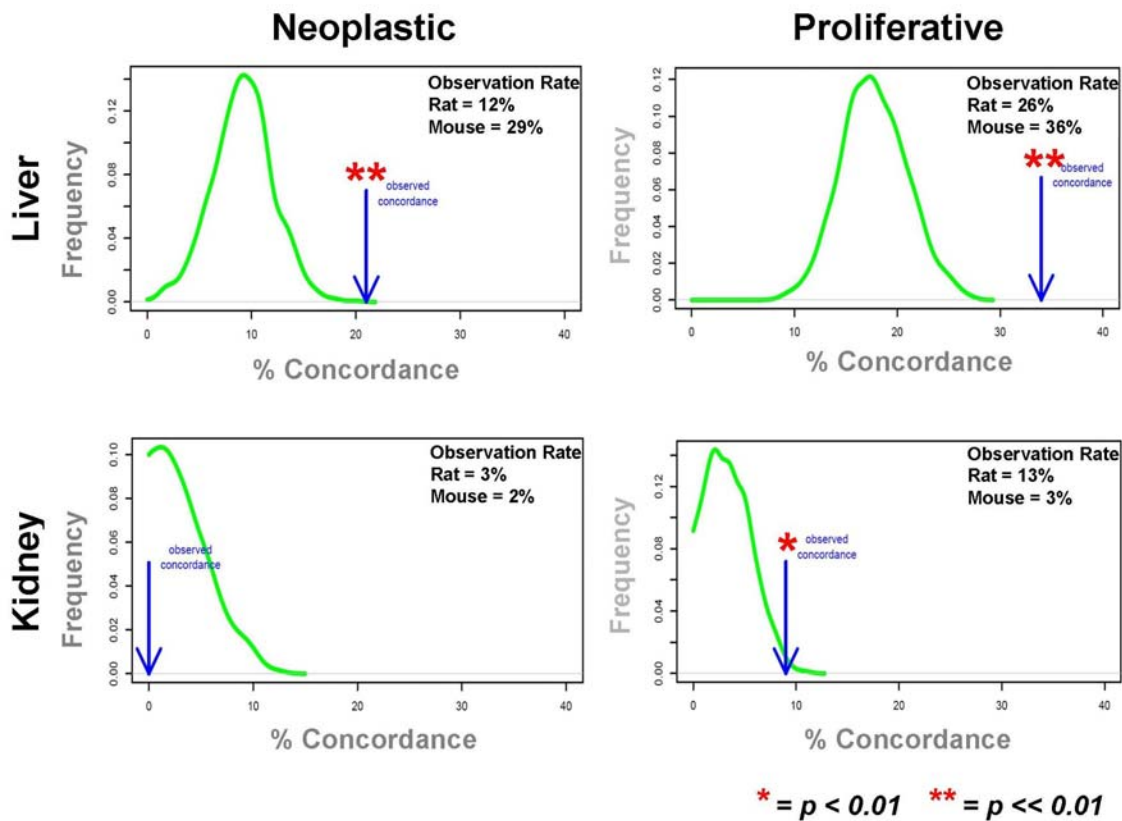 Neoplastic
Proliferative
Liver
Frequency
0.00 0.04 0.08 0.12
Observation Rate
Rat = 12%
Mouse = 29%
**
observed
concordance
0 10 20 30 40
% Concordance
Frequency
0.00 0.02 0.04 0.06 0.08 0.10 0.12
Observation Rate
Rat = 26%
Mouse = 36%
**
observed
concordance
0 10 20 30 40
% Concordance
Kidney
Frequency
0.00 0.02 0.04 0.06 0.08 0.10
Observation Rate
Rat = 3%
Mouse = 2%
observed
concordance
0 10 20 30 40
% Concordance
Frequency
0.00 0.04 0.08 0.12
Observation Rate
Rat = 13%
Mouse = 3%
*
observed
concordance
0 10 20 30 40
% Concordance
* = p < 0.01 ** = p << 0.01